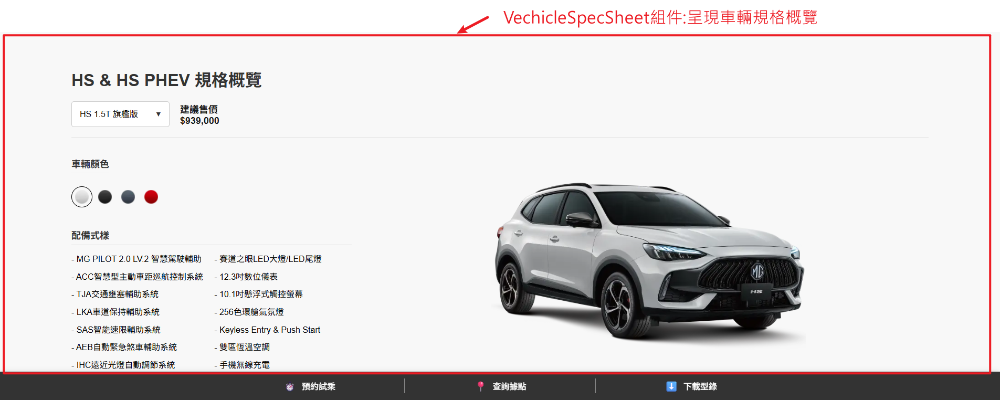 VechicleSpecSheet組件:呈現車輛規格概覽
HS & HS PHEV 規格概覽
HS 1.5T 旗艦版 ▼
建議售價
$939,000
車輛顏色
配備式樣
- MG PILOT 2.0 LV.2 智慧駕駛輔助
- 賽道之眼LED大燈/LED尾燈
- ACC智慧型主動車距巡航控制系統
- 12.3吋數位儀表
- TJA交通壅塞輔助系統
- 10.1吋懸浮式觸控螢幕
- LKA車道保持輔助系統
- 256色環艙氣氛燈
- SAS智能速限輔助系統
- Keyless Entry & Push Start
- AEB自動緊急煞車輔助系統
- 雙區恆溫空調
- IHC遠近光燈自動調節系統
- 手機無線充電
MG
HS
預約試乘
查詢據點
下載型錄